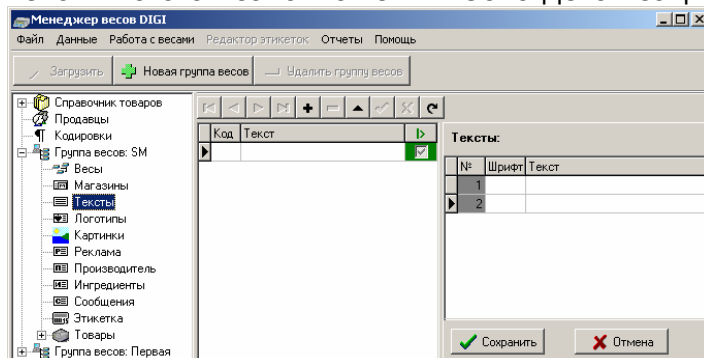 Менеджер весов DIGI
Файл Данные Работа с весами Редактор этикеток Отчеты Помощь
Загрузить Новая группа весов Удалить группу весов
Справочник товаров
Продавцы
Кодировки
Группа весов: SM
Весы
Магазины
Тексты
Логотипы
Картинки
Реклама
Производитель
Ингредиенты
Сообщения
Этикетка
Товары
Группа весов: Первая
Код Текст
Тексты:
№ Шрифт Текст
1
2
Сохранить Отмена